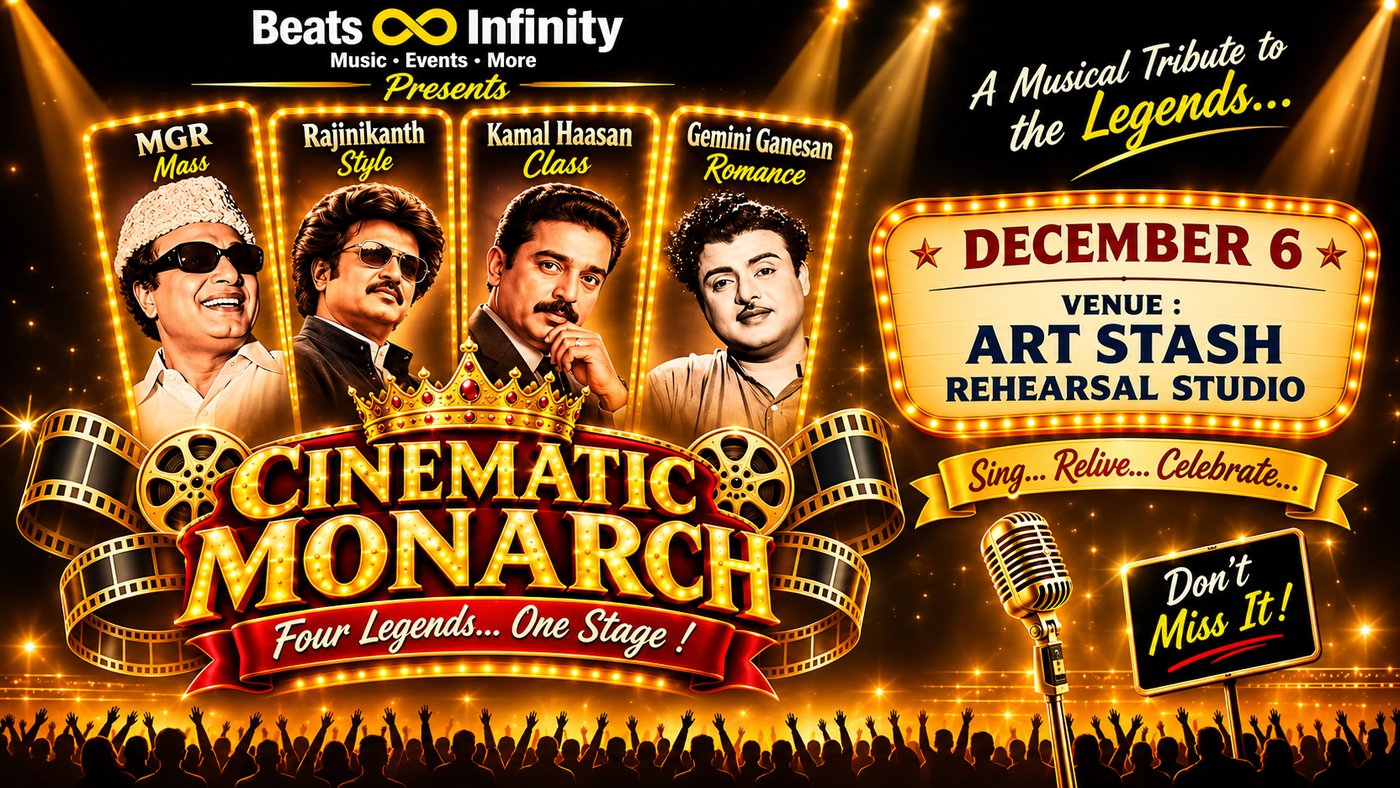 Beats ∞ Infinity
Music • Events • More
Presents
MGR
Mass
Rajinikanth
Style
Kamal Haasan
Class
Gemini Ganesan
Romance
CINEMATIC
MONARCH
Four Legends... One Stage !
A Musical Tribute to
the Legends...
DECEMBER 6
VENUE :
ART STASH
REHEARSAL STUDIO
Sing... Relive... Celebrate...
Don't
Miss It!